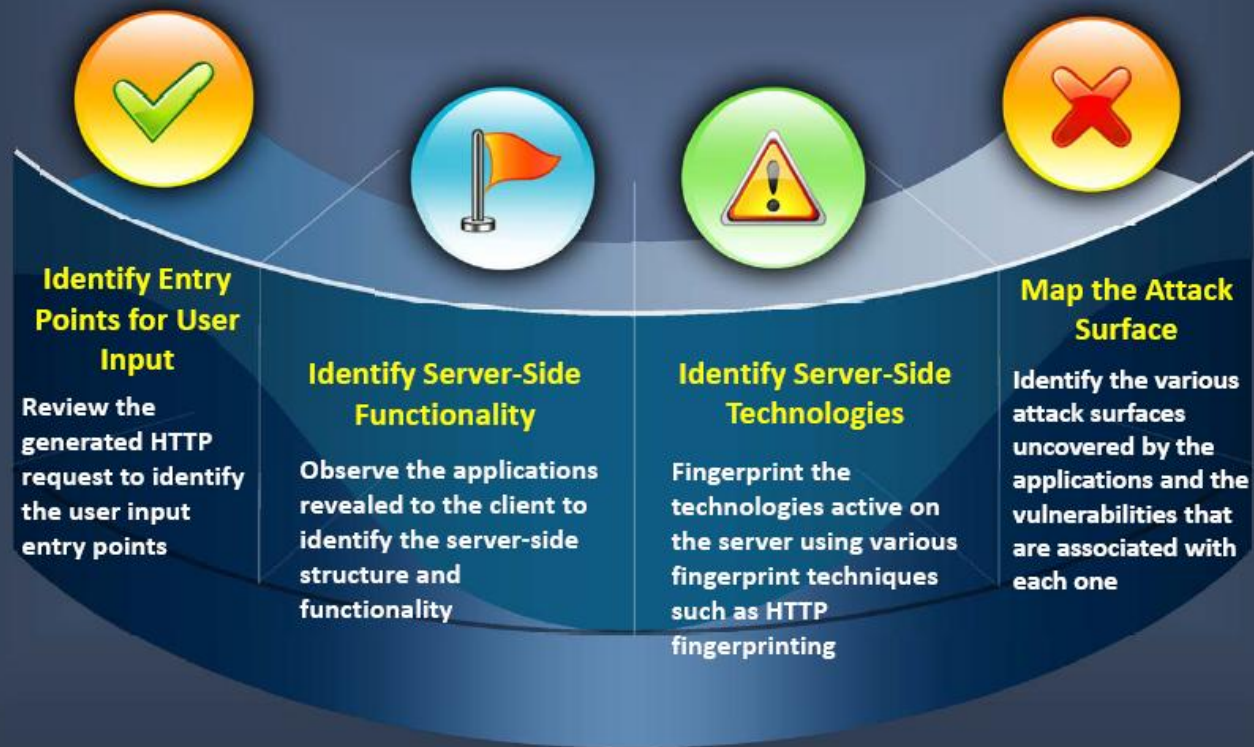 Identify Entry
Points for User
Input
Review the
generated HTTP
request to identify
the user input
entry points
Identify Server-Side
Functionality
Observe the applications
revealed to the client to
identify the server-side
structure and
functionality
Identify Server-Side
Technologies
Fingerprint the
technologies active on
the server using various
fingerprint techniques
such as HTTP
fingerprinting
Map the Attack
Surface
Identify the various
attack surfaces
uncovered by the
applications and the
vulnerabilities that
are associated with
each one